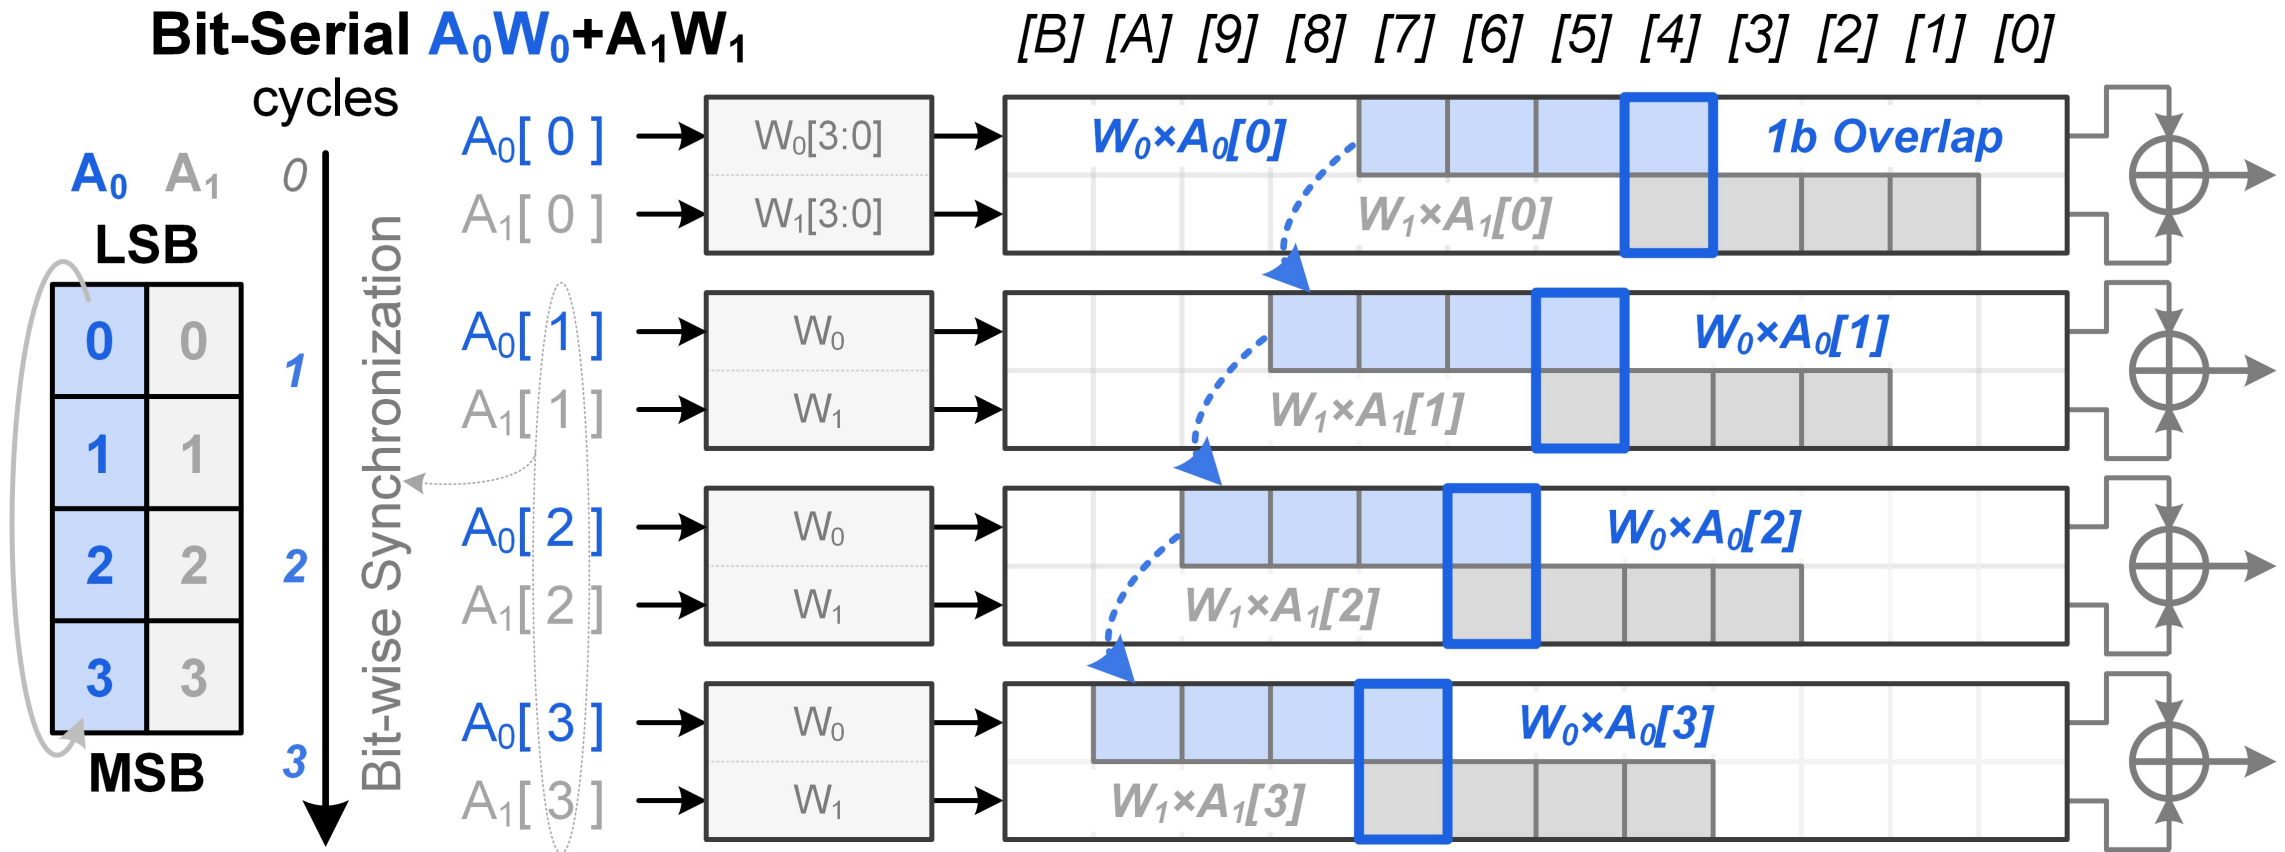 Bit-Serial A₀W₀+A₁W₁
[B] [A] [9] [8] [7] [6] [5] [4] [3] [2] [1] [0]
cycles
A₀ A₁
LSB
0 0
1 1
2 2
3 3
MSB
0
1
2
3
Bit-wise Synchronization
A₀[ 0 ]
A₁[ 0 ]
W₀[3:0]
W₁[3:0]
W₀×A₀[0]
1b Overlap
W₁×A₁[0]
A₀[ 1 ]
A₁[ 1 ]
W₀
W₁
W₀×A₀[1]
W₁×A₁[1]
A₀[ 2 ]
A₁[ 2 ]
W₀
W₁
W₀×A₀[2]
W₁×A₁[2]
A₀[ 3 ]
A₁[ 3 ]
W₀
W₁
W₀×A₀[3]
W₁×A₁[3]